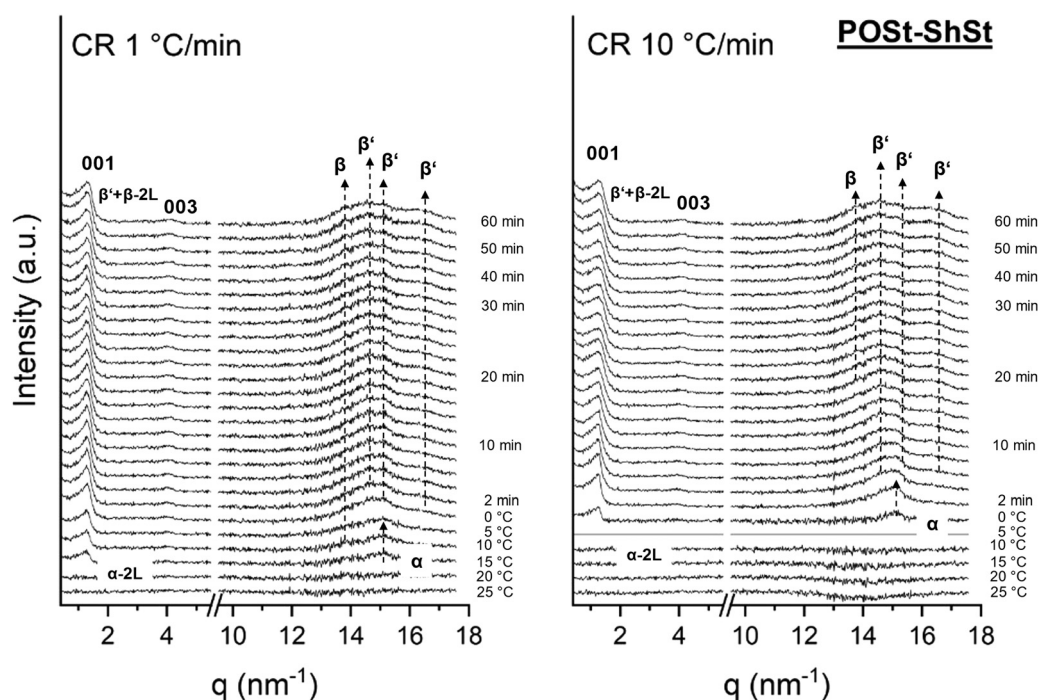 CR 1 °C/min
CR 10 °C/min
POSt-ShSt
Intensity (a.u.)
001
β‘+β-2L
003
β
β‘
β‘
β‘
60 min
50 min
40 min
30 min
20 min
10 min
2 min
0 °C
5 °C
10 °C
15 °C
20 °C
25 °C
α-2L
α
2 4 10 12 14 16 18
q (nm-1)
001
β‘+β-2L
003
β
β‘
β‘
β‘
60 min
50 min
40 min
30 min
20 min
10 min
2 min
0 °C
5 °C
10 °C
15 °C
20 °C
25 °C
α-2L
α
2 4 10 12 14 16 18
q (nm-1)